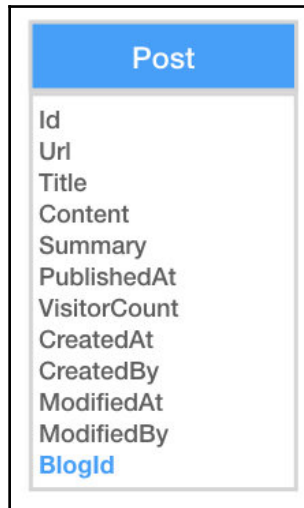 Post
Id
Url
Title
Content
Summary
PublishedAt
VisitorCount
CreatedAt
CreatedBy
ModifiedAt
ModifiedBy
BlogId